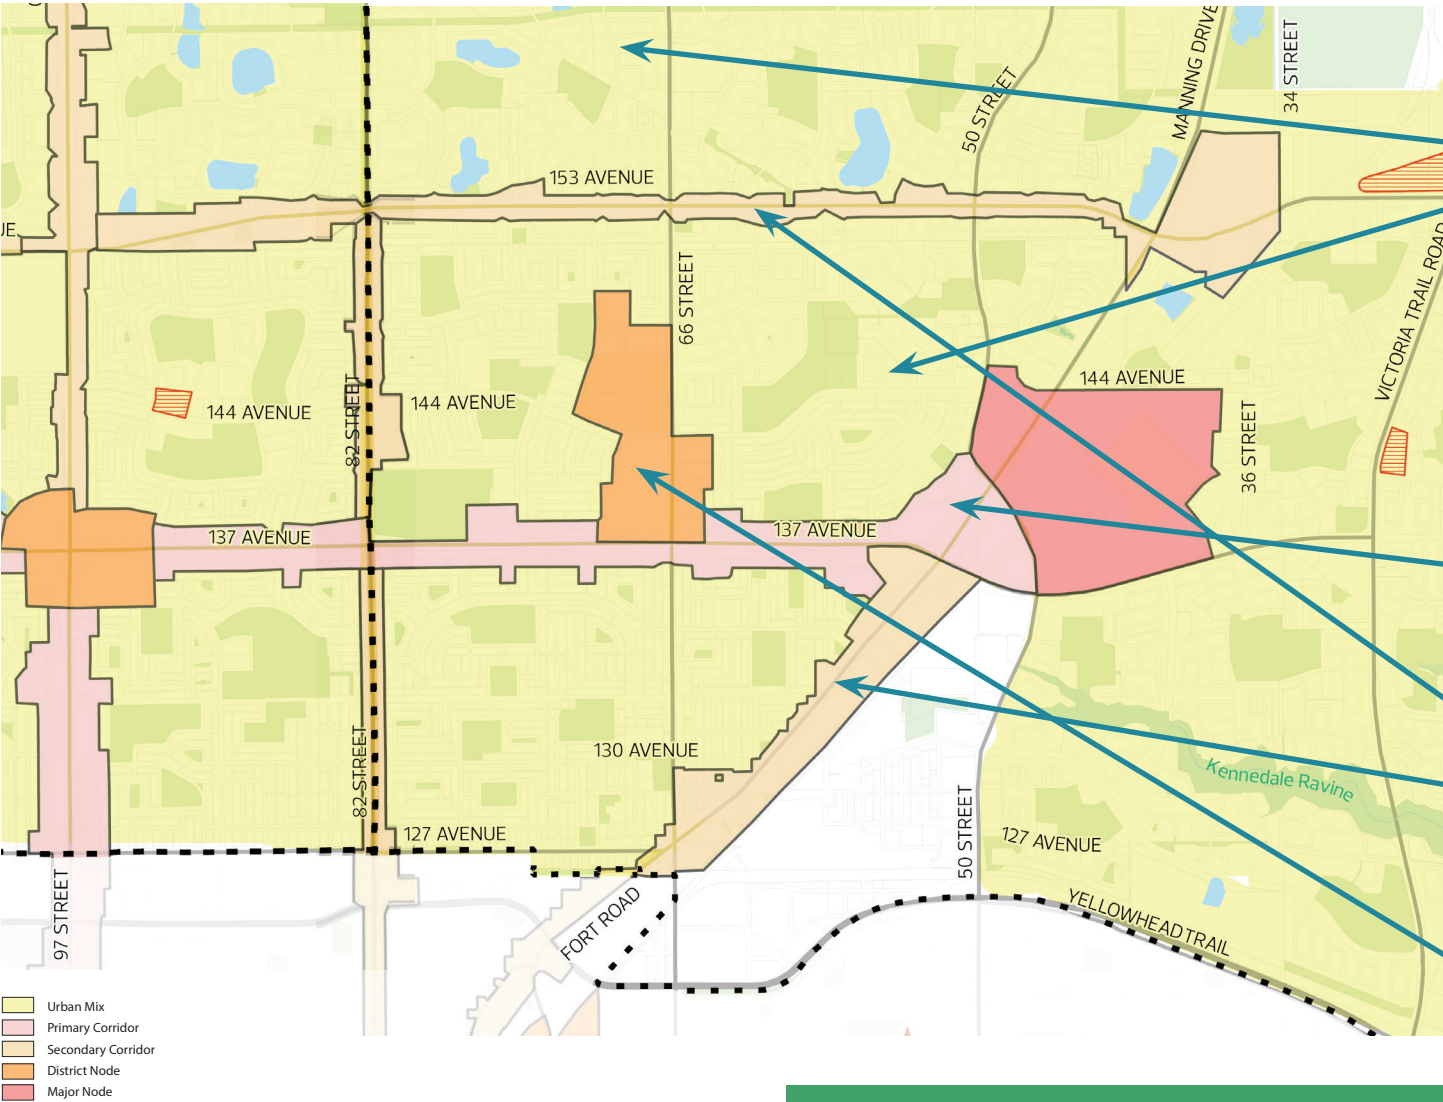 MANNING DRIVE
34 STREET
50 STREET
153 AVENUE
UE
66 STREET
VICTORIA TRAIL ROAD
144 AVENUE
82 STREET
144 AVENUE
144 AVENUE
36 STREET
137 AVENUE
137 AVENUE
130 AVENUE
82 STREET
Kennedale Ravine
127 AVENUE
50 STREET
127 AVENUE
97 STREET
FORT ROAD
YELLOWHEAD TRAIL
Urban Mix
Primary Corridor
Secondary Corridor
District Node
Major Node